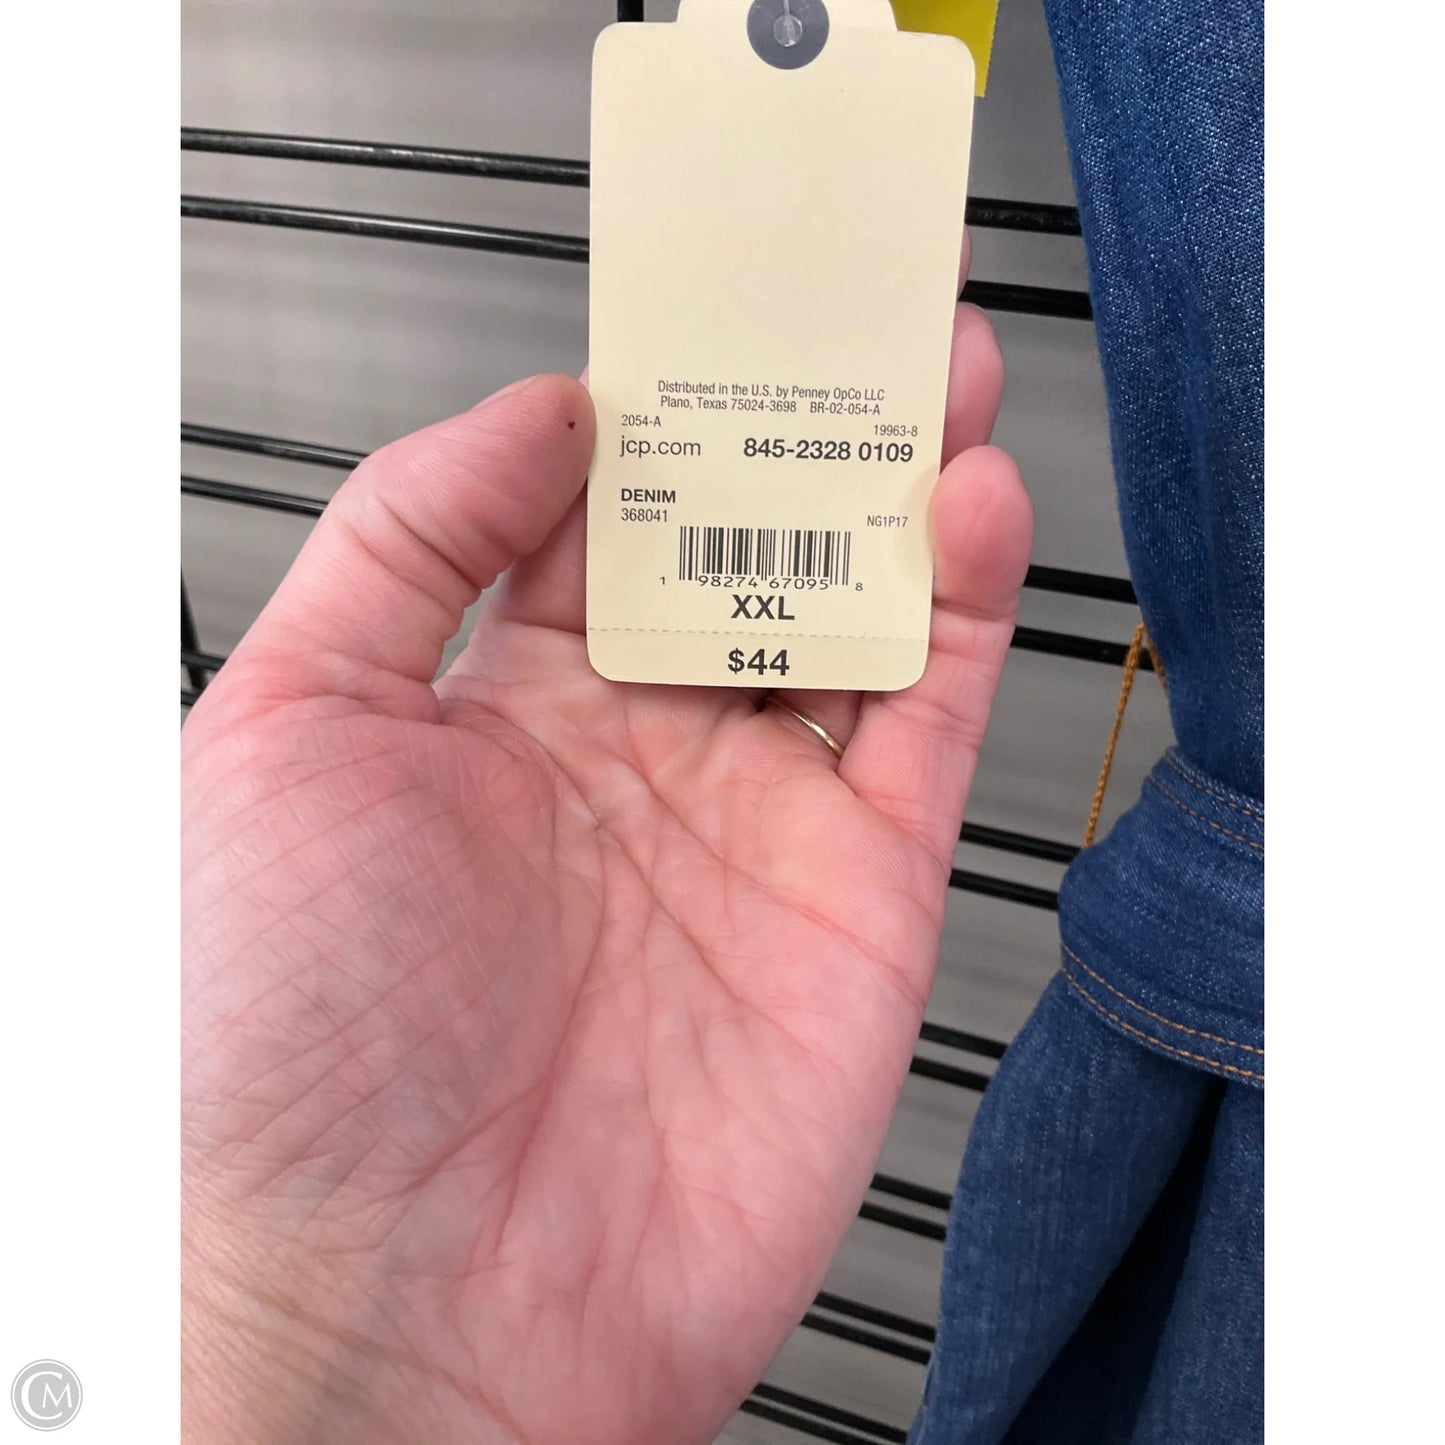 Distributed in the U.S. by Penney OpCo LLC
Plano, Texas 75024-3698 BR-02-054-A
2054-A 19963-8
jcp.com 845-2328 0109
DENIM
368041 NG1P17
1 98274 67095 8
XXL
$44
CM